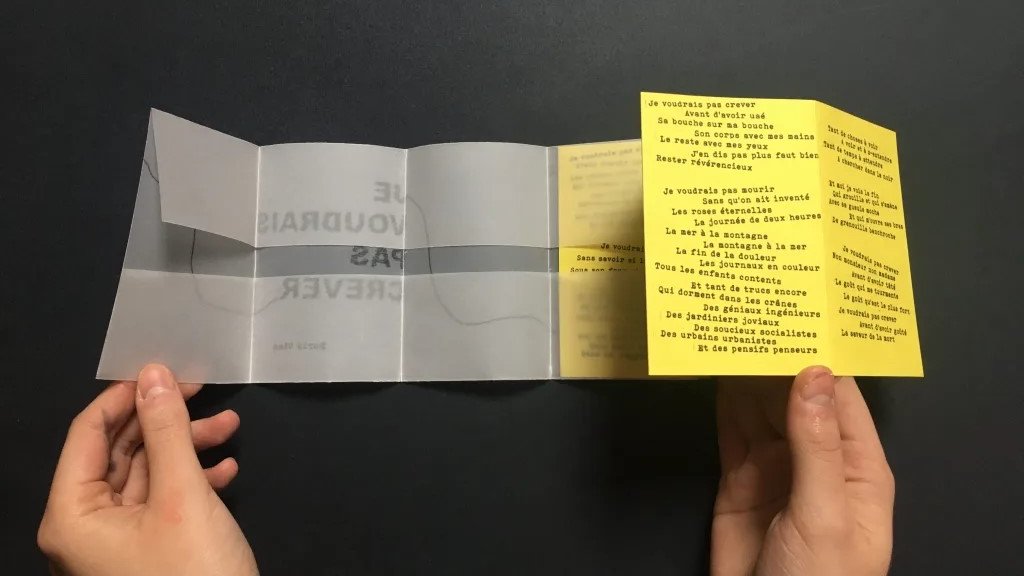 JE
VOUDRAIS
PAS
CREVER
Boris Vian
Je voudrai
Sans savoir si l
Je voudrais pas crever
Avant d'avoir usé
Sa bouche sur ma bouche
Son corps avec mes mains
Le reste avec mes yeux
J'en dis pas plus faut bien
Rester révérencieux
Je voudrais pas mourir
Sans qu'on ait inventé
Les roses éternelles
La journée de deux heures
La mer à la montagne
La montagne à la mer
La fin de la douleur
Les journaux en couleur
Tous les enfants contents
Et tant de trucs encore
Qui dorment dans les crânes
Des géniaux ingénieurs
Des jardiniers joviaux
Des soucieux socialistes
Des urbains urbanistes
Et des pensifs penseurs
Tant de choses à voir
A voir et à z-entendre
Tant de temps à attendre
A chercher dans le noir
Et moi je vois la fin
Qui grouille et qui s'amène
Avec sa gueule moche
Et qui m'ouvre ses bras
De grenouille bancroche
Je voudrais pas crever
Non monsieur non madame
Avant d'avoir tâté
Le goût qui me tourmente
Le goût qu'est le plus fort
Je voudrais pas crever
Avant d'avoir goûté
La saveur de la mort